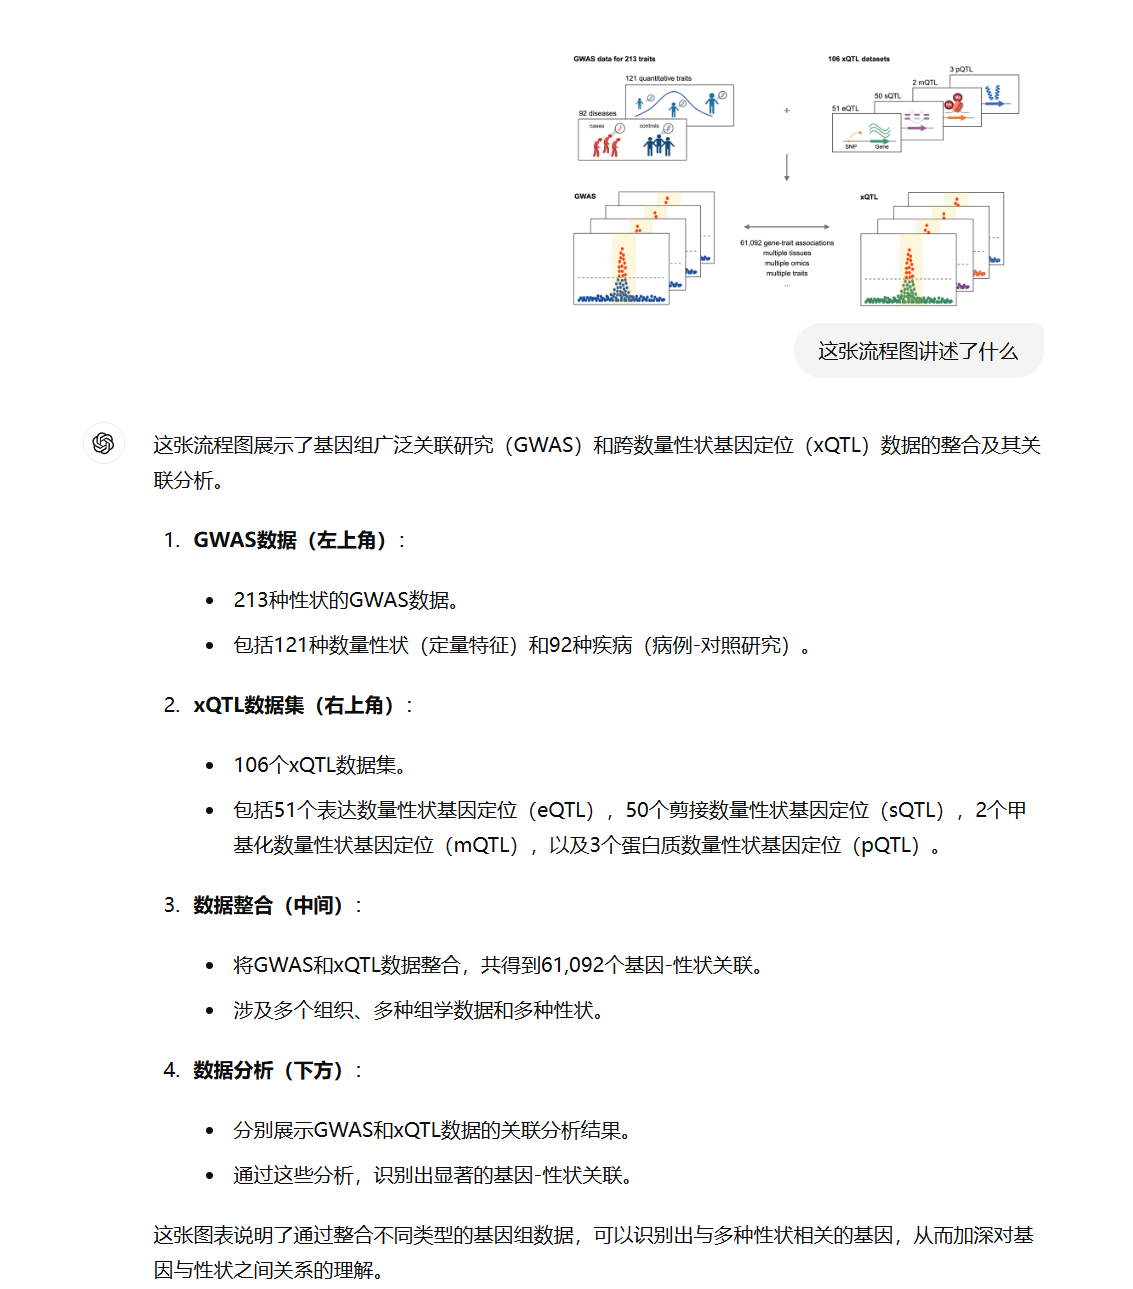 GWAS data for 213 traits
121 quantitative traits
92 diseases
cases
controls
+
106 xQTL datasets
3 pQTL
2 mQTL
50 sQTL
51 eQTL
SNP
Gene
GWAS
xQTL
61,092 gene-trait associations
multiple tissues
multiple omics
multiple traits
...
这张流程图讲述了什么
这张流程图展示了基因组广泛关联研究（GWAS）和跨数量性状基因定位（xQTL）数据的整合及其关
联分析。
1. GWAS数据（左上角）：
• 213种性状的GWAS数据。
• 包括121种数量性状（定量特征）和92种疾病（病例-对照研究）。
2. xQTL数据集（右上角）：
• 106个xQTL数据集。
• 包括51个表达数量性状基因定位（eQTL），50个剪接数量性状基因定位（sQTL），2个甲
基化数量性状基因定位（mQTL），以及3个蛋白质数量性状基因定位（pQTL）。
3. 数据整合（中间）：
• 将GWAS和xQTL数据整合，共得到61,092个基因-性状关联。
• 涉及多个组织、多种组学数据和多种性状。
4. 数据分析（下方）：
• 分别展示GWAS和xQTL数据的关联分析结果。
• 通过这些分析，识别出显著的基因-性状关联。
这张图表说明了通过整合不同类型的基因组数据，可以识别出与多种性状相关的基因，从而加深对基
因与性状之间关系的理解。